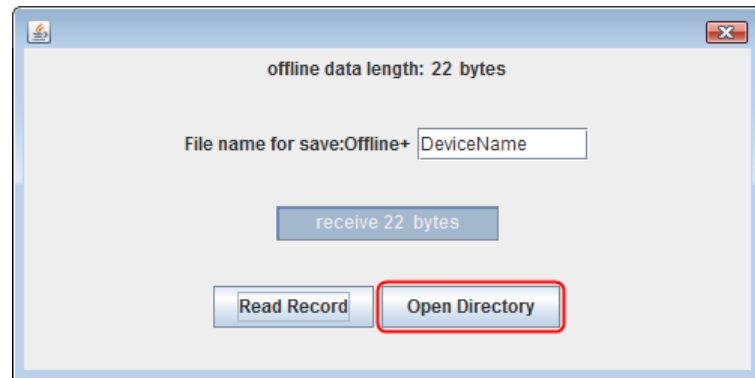 offline data length: 22 bytes
File name for save:Offline+ DeviceName
receive 22 bytes
Read Record Open Directory